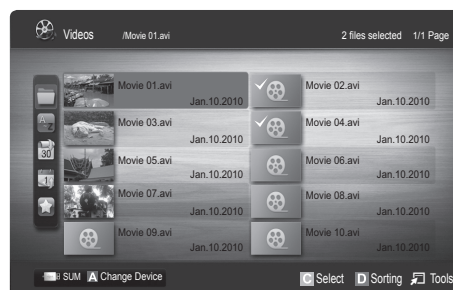 Videos /Movie 01.avi 2 files selected 1/1 Page
Movie 01.avi Movie 02.avi
Jan.10.2010 Jan.10.2010
Movie 03.avi Movie 04.avi
Jan.10.2010 Jan.10.2010
Movie 05.avi Movie 06.avi
Jan.10.2010 Jan.10.2010
Movie 07.avi Movie 08.avi
Jan.10.2010 Jan.10.2010
Movie 09.avi Movie 10.avi
Jan.10.2010 Jan.10.2010
30
1
SUM A Change Device C Select D Sorting Tools